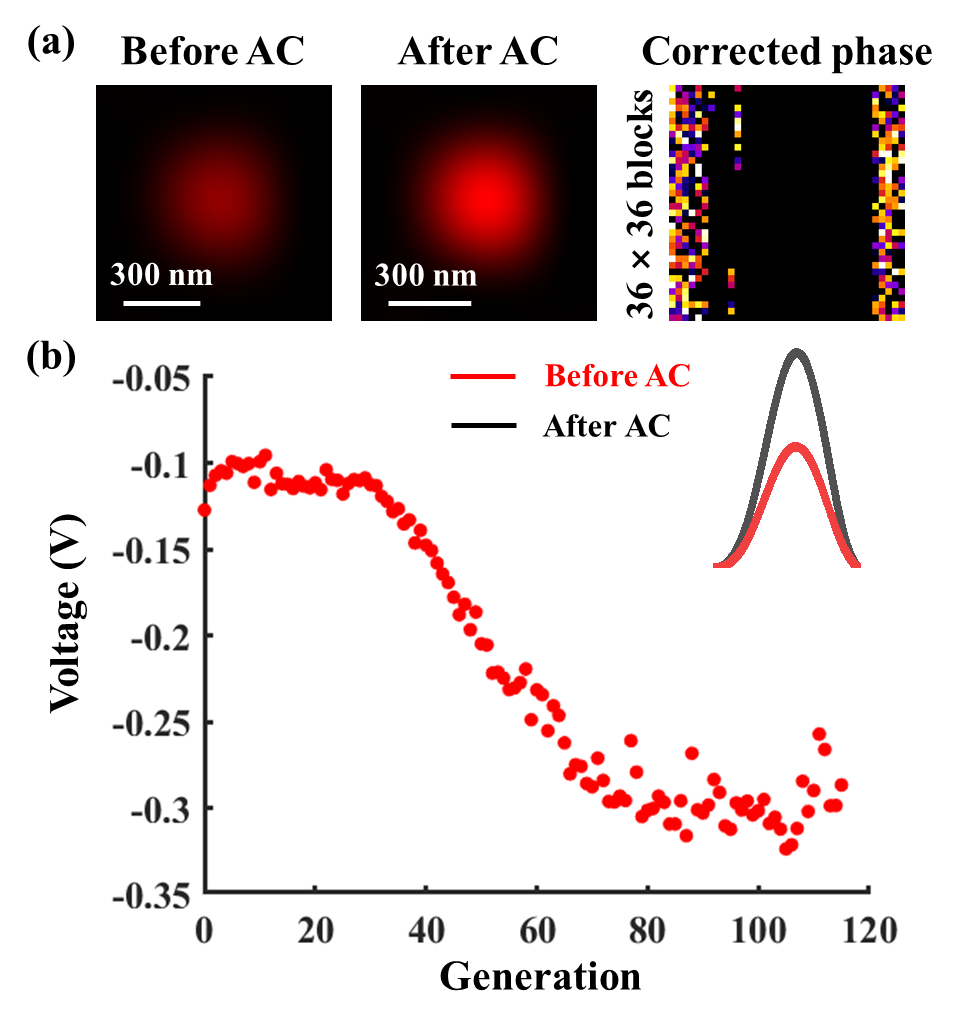 (a)
Before AC
After AC
Corrected phase
300 nm
300 nm
36 × 36 blocks
(b)
Before AC
After AC
Voltage (V)
-0.05
-0.1
-0.15
-0.2
-0.25
-0.3
-0.35
0
20
40
60
80
100
120
Generation